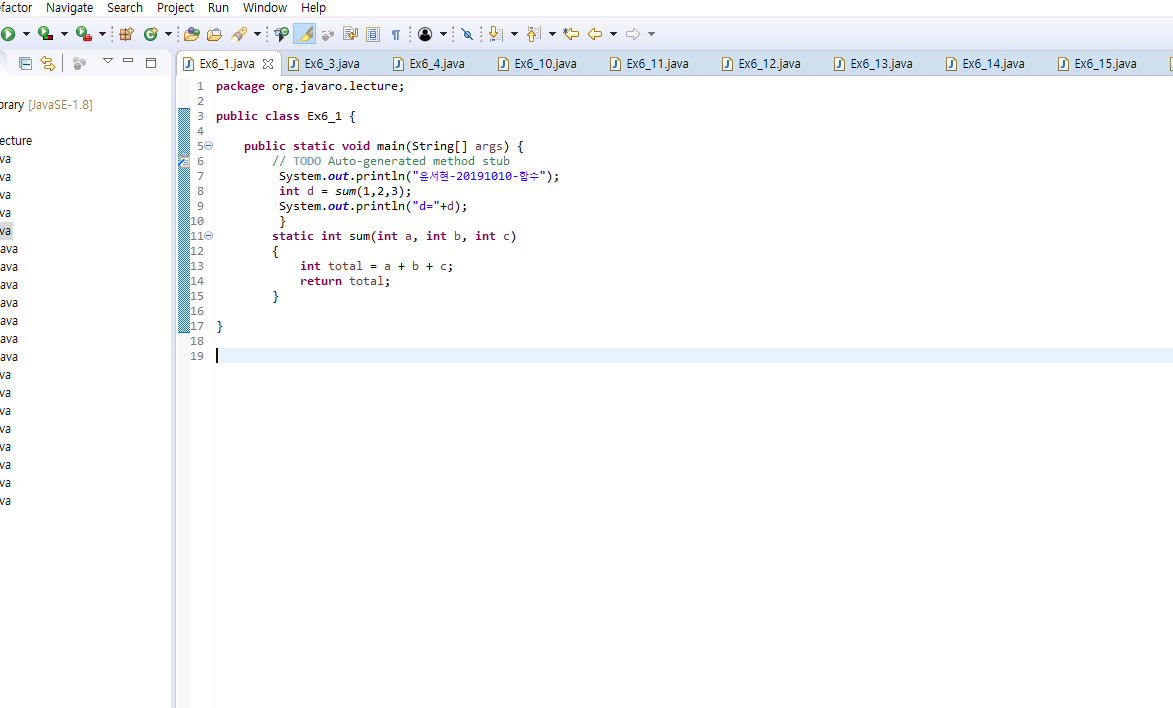 efactor Navigate Search Project Run Window Help
Ex6_1.java Ex6_3.java Ex6_4.java Ex6_10.java Ex6_11.java Ex6_12.java Ex6_13.java Ex6_14.java Ex6_15.java
brary [JavaSE-1.8]
ecture
va
va
va
va
va
ava
ava
ava
ava
ava
ava
ava
va
va
va
va
va
va
va
va
1 package org.javaro.lecture;
2
3 public class Ex6_1 {
4
5 public static void main(String[] args) {
6 // TODO Auto-generated method stub
7 System.out.println("윤서현-20191010-함수");
8 int d = sum(1,2,3);
9 System.out.println("d="+d);
10 }
11 static int sum(int a, int b, int c)
12 {
13 int total = a + b + c;
14 return total;
15 }
16
17 }
18
19